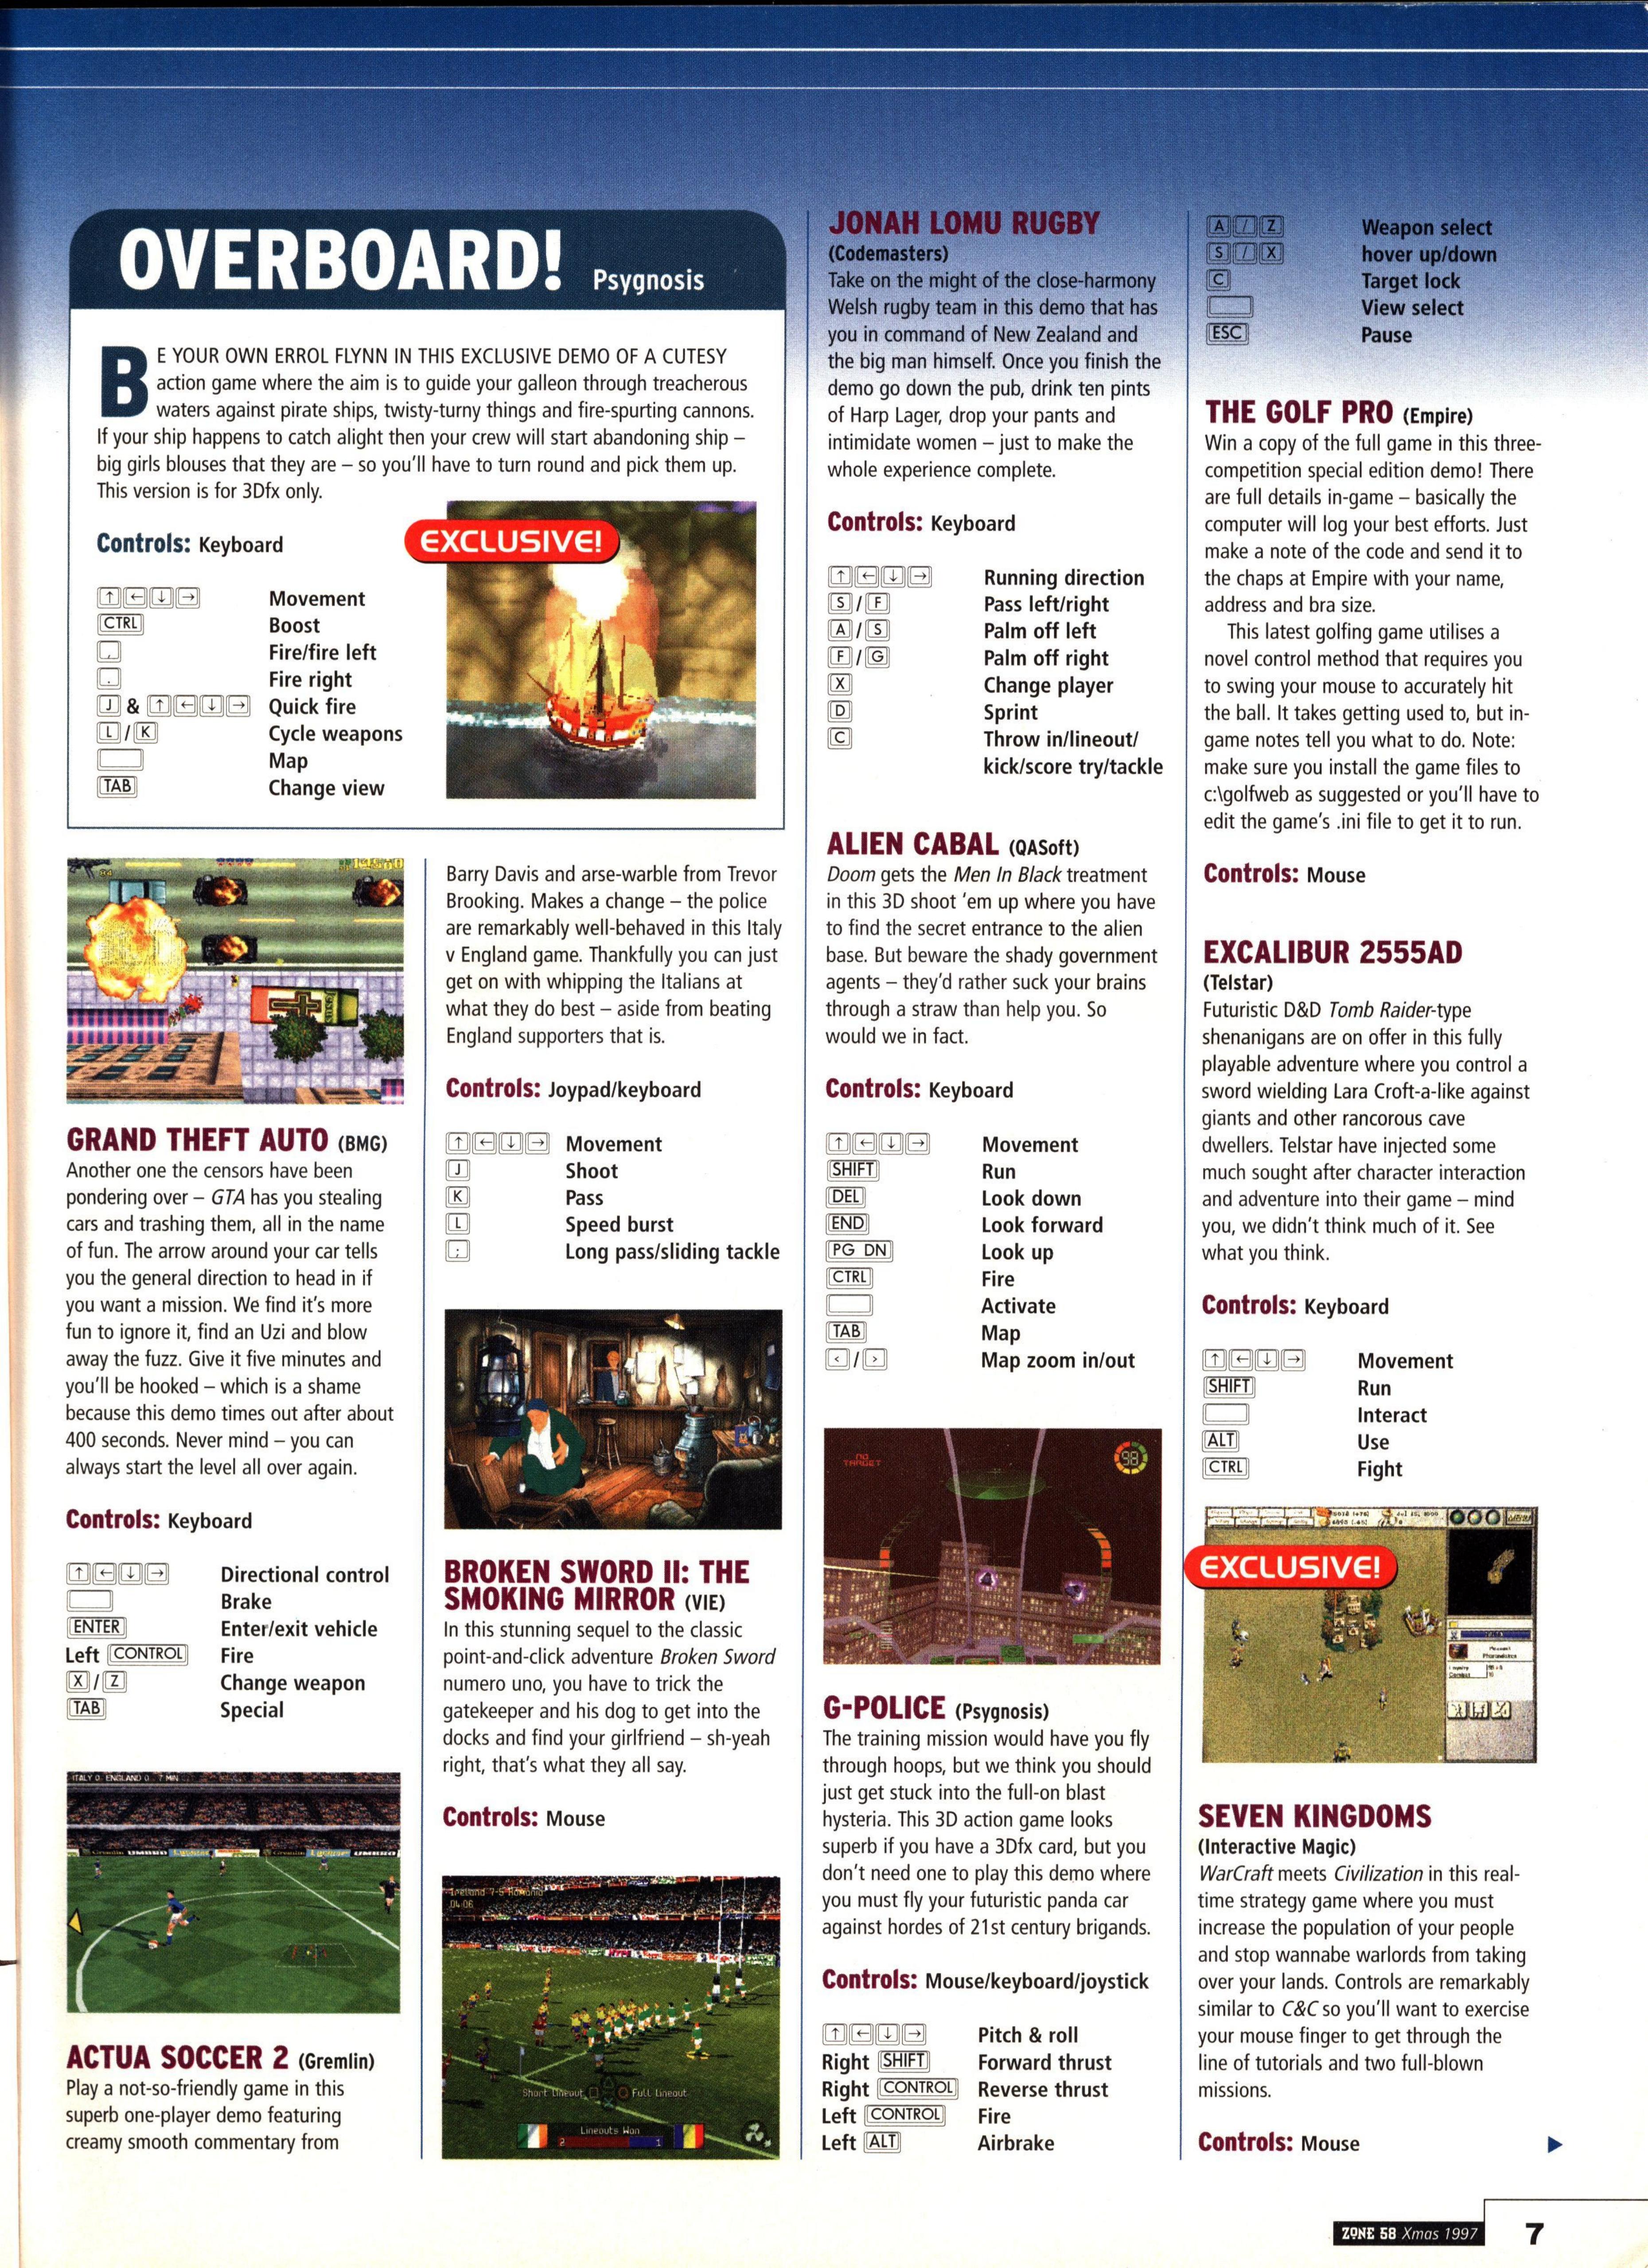 OVERBOARD! Psygnosis
BE YOUR OWN ERROL FLYNN IN THIS EXCLUSIVE DEMO OF A CUTESY
action game where the aim is to guide your galleon through treacherous
waters against pirate ships, twisty-turny things and fire-spurting cannons.
If your ship happens to catch alight then your crew will start abandoning ship –
big girls blouses that they are – so you'll have to turn round and pick them up.
This version is for 3Dfx only.
EXCLUSIVE!
Controls: Keyboard
↑ ← ↓ → Movement
CTRL Boost
, Fire/fire left
. Fire right
J & ↑ ← ↓ → Quick fire
L / K Cycle weapons
Map
TAB Change view
GRAND THEFT AUTO (BMG)
Another one the censors have been
pondering over – GTA has you stealing
cars and trashing them, all in the name
of fun. The arrow around your car tells
you the general direction to head in if
you want a mission. We find it's more
fun to ignore it, find an Uzi and blow
away the fuzz. Give it five minutes and
you'll be hooked – which is a shame
because this demo times out after about
400 seconds. Never mind – you can
always start the level all over again.
Controls: Keyboard
↑ ← ↓ → Directional control
Brake
ENTER Enter/exit vehicle
Left CONTROL Fire
X / Z Change weapon
TAB Special
ITALY 0 ENGLAND 0 7 MIN
UMBRO
ACTUA SOCCER 2 (Gremlin)
Play a not-so-friendly game in this
superb one-player demo featuring
creamy smooth commentary from
Barry Davis and arse-warble from Trevor
Brooking. Makes a change – the police
are remarkably well-behaved in this Italy
v England game. Thankfully you can just
get on with whipping the Italians at
what they do best – aside from beating
England supporters that is.
Controls: Joypad/keyboard
↑ ← ↓ → Movement
J Shoot
K Pass
L Speed burst
; Long pass/sliding tackle
BROKEN SWORD II: THE
SMOKING MIRROR (VIE)
In this stunning sequel to the classic
point-and-click adventure Broken Sword
numero uno, you have to trick the
gatekeeper and his dog to get into the
docks and find your girlfriend – sh-yeah
right, that's what they all say.
Controls: Mouse
Ireland 7-5 Romania
04:06
Short Lineout Full Lineout
Lineouts Won
2 1
JONAH LOMU RUGBY
(Codemasters)
Take on the might of the close-harmony
Welsh rugby team in this demo that has
you in command of New Zealand and
the big man himself. Once you finish the
demo go down the pub, drink ten pints
of Harp Lager, drop your pants and
intimidate women – just to make the
whole experience complete.
Controls: Keyboard
↑ ← ↓ → Running direction
S / F Pass left/right
A / S Palm off left
F / G Palm off right
X Change player
D Sprint
C Throw in/lineout/
kick/score try/tackle
ALIEN CABAL (QASoft)
Doom gets the Men In Black treatment
in this 3D shoot 'em up where you have
to find the secret entrance to the alien
base. But beware the shady government
agents – they'd rather suck your brains
through a straw than help you. So
would we in fact.
Controls: Keyboard
↑ ← ↓ → Movement
SHIFT Run
DEL Look down
END Look forward
PG DN Look up
CTRL Fire
Activate
TAB Map
< / > Map zoom in/out
NO
TARGET
98
G-POLICE (Psygnosis)
The training mission would have you fly
through hoops, but we think you should
just get stuck into the full-on blast
hysteria. This 3D action game looks
superb if you have a 3Dfx card, but you
don't need one to play this demo where
you must fly your futuristic panda car
against hordes of 21st century brigands.
Controls: Mouse/keyboard/joystick
↑ ← ↓ → Pitch & roll
Right SHIFT Forward thrust
Right CONTROL Reverse thrust
Left CONTROL Fire
Left ALT Airbrake
A / Z Weapon select
S / X hover up/down
C Target lock
View select
ESC Pause
THE GOLF PRO (Empire)
Win a copy of the full game in this three-
competition special edition demo! There
are full details in-game – basically the
computer will log your best efforts. Just
make a note of the code and send it to
the chaps at Empire with your name,
address and bra size.
This latest golfing game utilises a
novel control method that requires you
to swing your mouse to accurately hit
the ball. It takes getting used to, but in-
game notes tell you what to do. Note:
make sure you install the game files to
c:\golfweb as suggested or you'll have to
edit the game's .ini file to get it to run.
Controls: Mouse
EXCALIBUR 2555AD
(Telstar)
Futuristic D&D Tomb Raider-type
shenanigans are on offer in this fully
playable adventure where you control a
sword wielding Lara Croft-a-like against
giants and other rancorous cave
dwellers. Telstar have injected some
much sought after character interaction
and adventure into their game – mind
you, we didn't think much of it. See
what you think.
Controls: Keyboard
↑ ← ↓ → Movement
SHIFT Run
Interact
ALT Use
CTRL Fight
EXCLUSIVE!
SEVEN KINGDOMS
(Interactive Magic)
WarCraft meets Civilization in this real-
time strategy game where you must
increase the population of your people
and stop wannabe warlords from taking
over your lands. Controls are remarkably
similar to C&C so you'll want to exercise
your mouse finger to get through the
line of tutorials and two full-blown
missions.
Controls: Mouse
ZONE 58 Xmas 1997 7